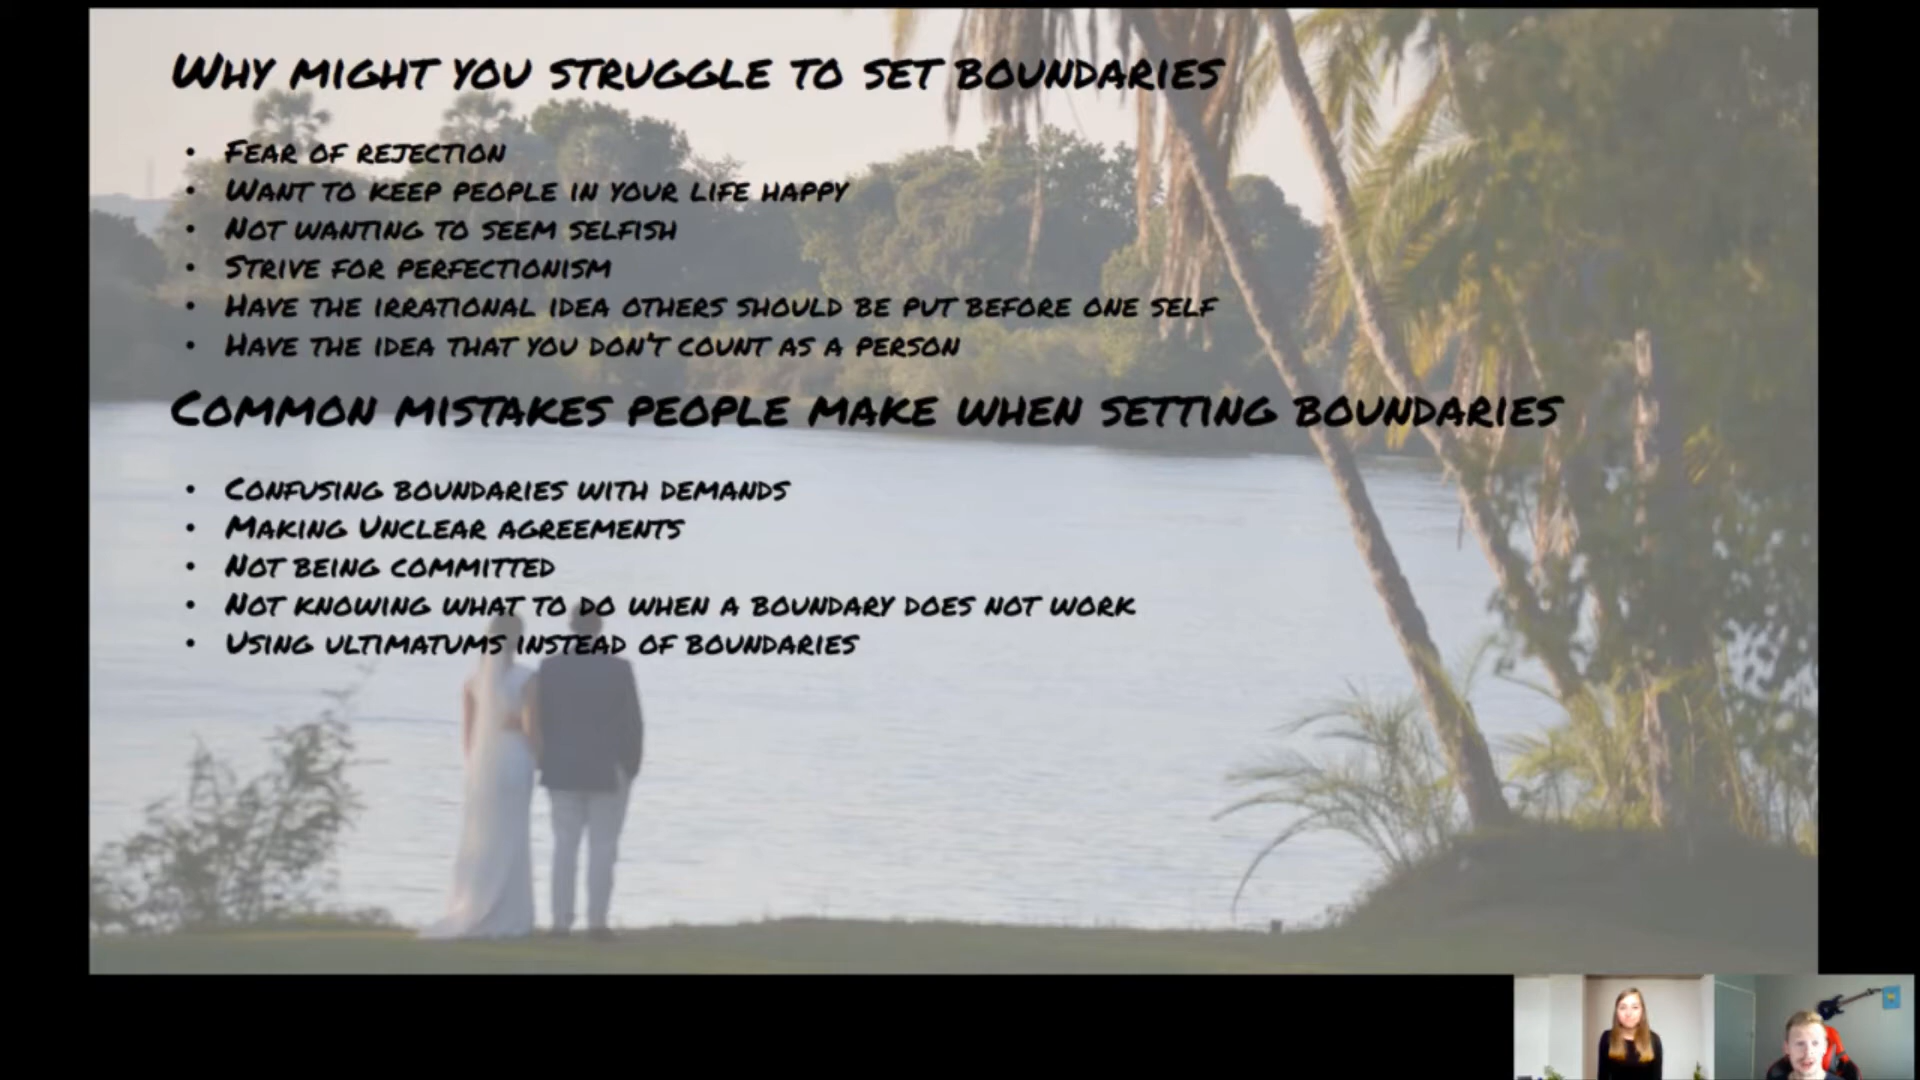 Why might you struggle to set boundaries
• Fear of rejection
• Want to keep people in your life happy
• Not wanting to seem selfish
• Strive for perfectionism
• Have the irrational idea others should be put before one self
• Have the idea that you don't count as a person
Common mistakes people make when setting boundaries
• Confusing boundaries with demands
• Making Unclear agreements
• Not being committed
• Not knowing what to do when a boundary does not work
• Using ultimatums instead of boundaries